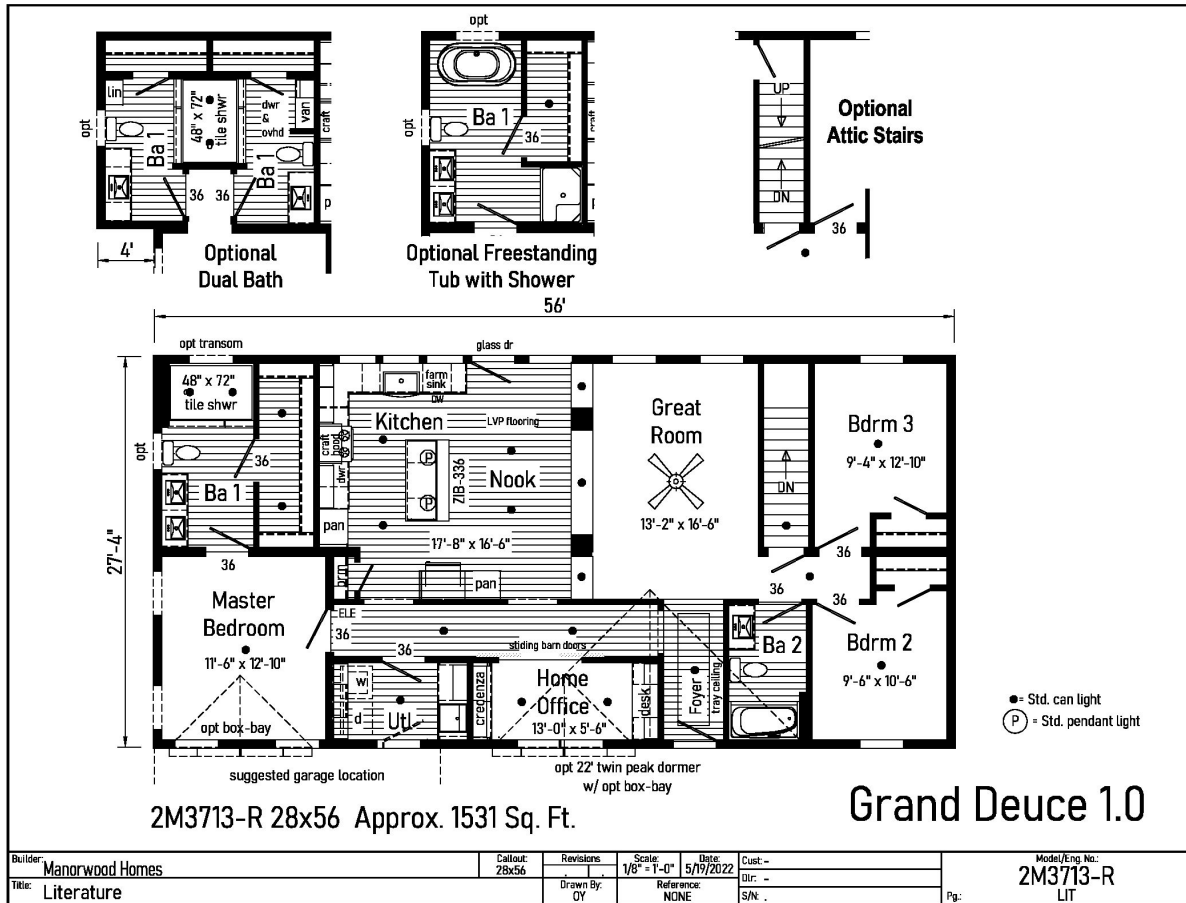 opt
lin
48" x 72"
tile shwr
dwr
&
ovhd
van
craft
opt
Ba 1
Ba 1
36
36
p
4'
Optional
Dual Bath
opt
opt
Ba 1
36
craft
p
Optional Freestanding
Tub with Shower
UP
DN
36
Optional
Attic Stairs
56'
27'-4"
opt transom
glass dr
48" x 72"
tile shwr
opt
36
Ba 1
36
farm
sink
DW
Kitchen
LVP flooring
craft
hood
dwr
P
P
ZIB-336
Nook
pan
17'-8" x 16'-6"
pan
Great
Room
13'-2" x 16'-6"
DN
Bdrm 3
9'-4" x 12'-10"
36
36
36
Master
Bedroom
11'-6" x 12'-10"
opt box-bay
ELE
36
36
sliding barn doors
w
d
Utl
credenza
Home
Office
13'-0" x 5'-6"
desk
Foyer
tray ceiling
Ba 2
Bdrm 2
9'-6" x 10'-6"
= Std. can light
P = Std. pendant light
suggested garage location
opt 22' twin peak dormer
w/ opt box-bay
2M3713-R 28x56 Approx. 1531 Sq. Ft.
Grand Deuce 1.0
Builder: Manorwood Homes
Title: Literature
Callout:
28x56
Revisions
Drawn By:
OY
Scale:
1/8" = 1'-0"
Date:
5/19/2022
Reference:
NONE
Cust: -
Dlr: -
S/N: .
Model/Eng. No.:
2M3713-R
Pg.: LIT